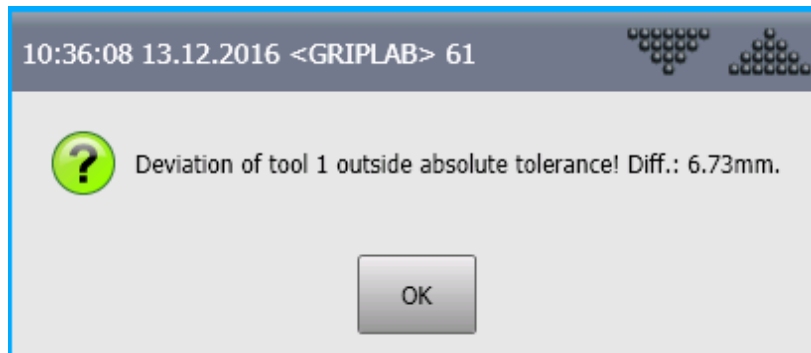 10:36:08 13.12.2016 <GRIPLAB> 61
Deviation of tool 1 outside absolute tolerance! Diff.: 6.73mm.
OK